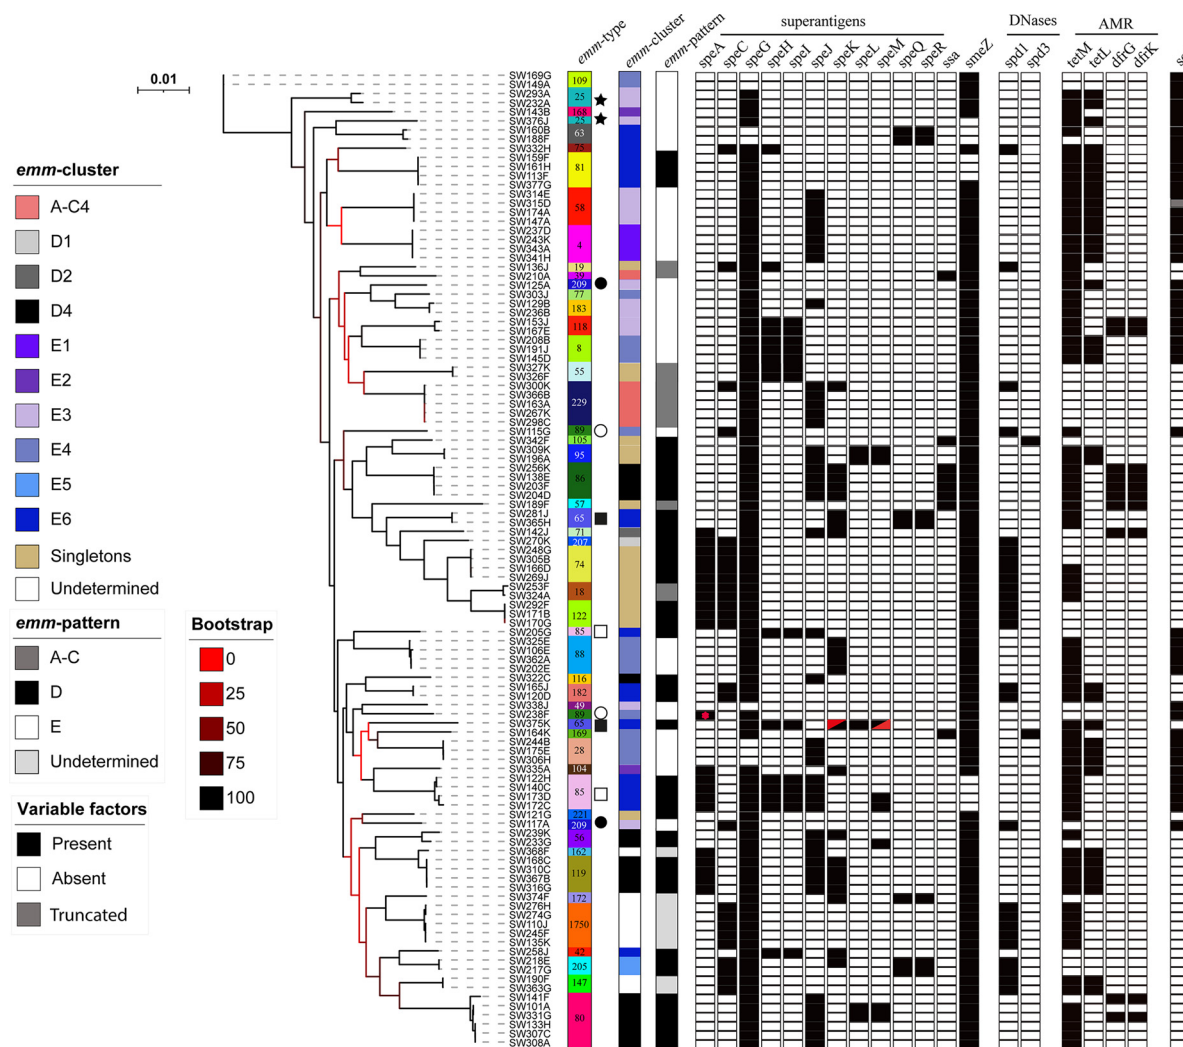 superantigens
DNases
AMR
emm-type
emm-cluster
emm-pattern
speA
speC
speG
speH
speI
speJ
speK
speL
speM
speQ
speR
ssa
smeZ
spd1
spd3
tetM
tetL
dfrG
dfrK
0.01
emm-cluster
A-C4
D1
D2
D4
E1
E2
E3
E4
E5
E6
Singletons
Undetermined
emm-pattern
A-C
D
E
Undetermined
Bootstrap
0
25
50
75
100
Variable factors
Present
Absent
Truncated
SW169G
SW149A
SW293A
SW232A
SW143B
SW376J
SW160B
SW188F
SW332H
SW159F
SW161H
SW113F
SW377G
SW314E
SW315D
SW174A
SW147A
SW237D
SW243K
SW343A
SW341H
SW136J
SW210A
SW125A
SW303J
SW129B
SW236B
SW153J
SW167E
SW208B
SW191J
SW145D
SW327K
SW326F
SW300K
SW366B
SW163A
SW267K
SW298C
SW115G
SW342F
SW309K
SW196A
SW256K
SW138E
SW203F
SW204D
SW189F
SW281J
SW365H
SW142J
SW270K
SW248G
SW305B
SW166D
SW269J
SW253F
SW324A
SW292F
SW171B
SW170G
SW205G
SW325E
SW106E
SW362A
SW202E
SW322C
SW165J
SW120D
SW338J
SW238F
SW375K
SW164K
SW244B
SW175E
SW306H
SW335A
SW122H
SW140C
SW173D
SW172C
SW121G
SW117A
SW239K
SW233G
SW368F
SW168C
SW310C
SW367B
SW316G
SW374F
SW276H
SW274G
SW110J
SW245F
SW135K
SW258J
SW218E
SW217G
SW190F
SW363G
SW141F
SW101A
SW331G
SW133H
SW307C
SW308A
109
25
168
25
63
75
81
58
4
19
39
209
77
183
118
8
55
229
89
105
95
86
57
65
71
207
74
18
122
85
88
116
182
49
89
65
169
28
104
85
221
209
56
162
119
172
1750
42
205
147
80